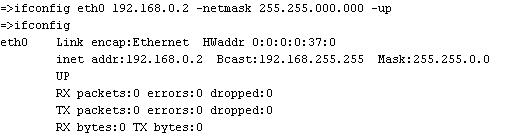 =>ifconfig eth0 192.168.0.2 -netmask 255.255.000.000 -up
=>ifconfig
eth0    Link encap:Ethernet  HWaddr 0:0:0:0:37:0
        inet addr:192.168.0.2  Bcast:192.168.255.255  Mask:255.255.0.0
        UP
        RX packets:0 errors:0 dropped:0
        TX packets:0 errors:0 dropped:0
        RX bytes:0 TX bytes:0